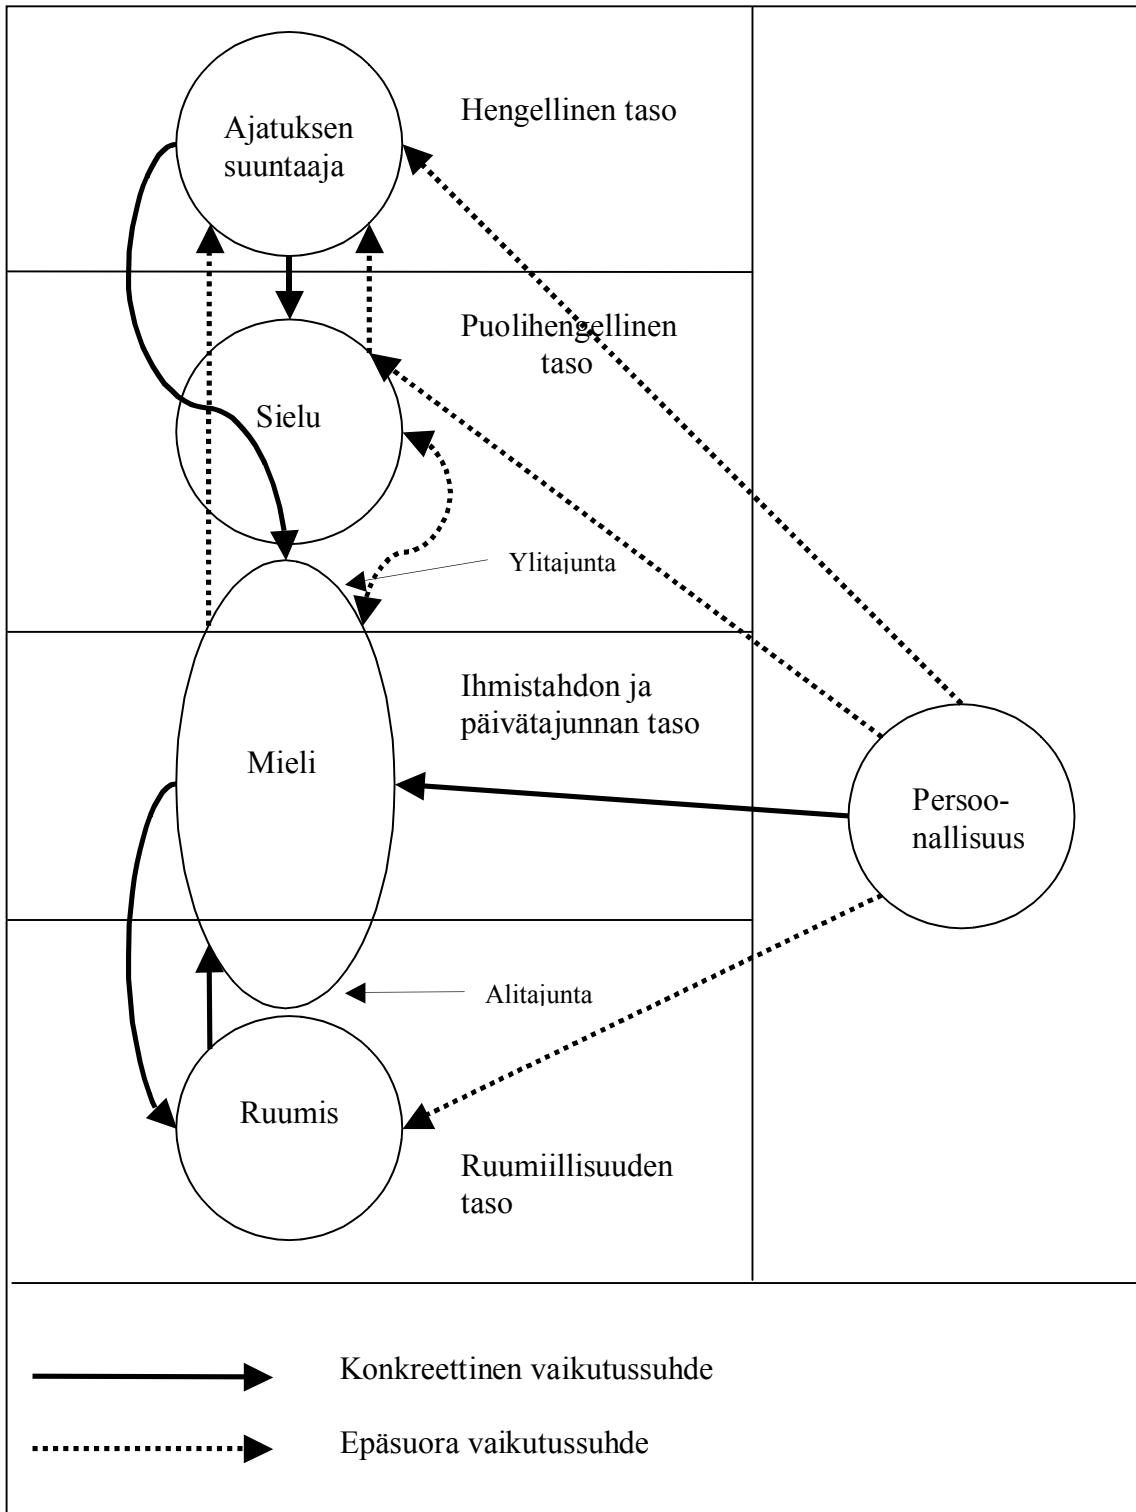 Ajatuksen
suuntaaja
Hengellinen taso
Puolihengellinen
taso
Sielu
Ylitajunta
Ihmistahdon ja
päivätajunnan taso
Mieli
Persoo-
nallisuus
Alitajunta
Ruumis
Ruumiillisuuden
taso
Konkreettinen vaikutussuhde
Epäsuora vaikutussuhde